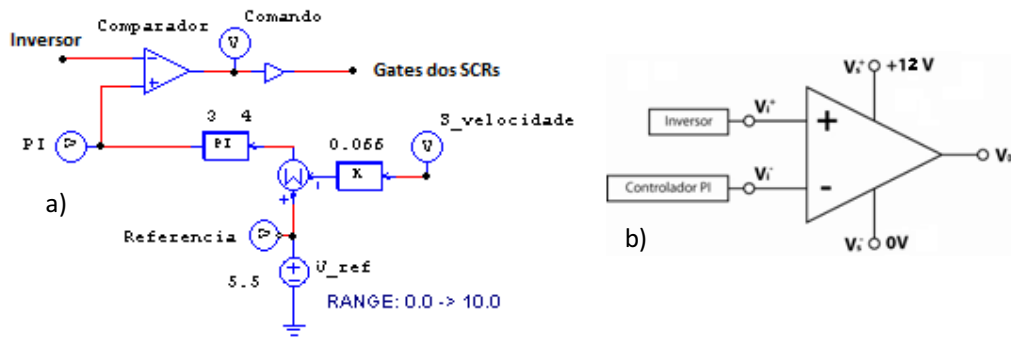 Comparador
Comando
V
Inversor
Gates dos SCRs
3 4
S_velocidade
PI
V
PI
0.066
V
K
a)
Referencia
V
5.5
V_ref
RANGE: 0.0 -> 10.0
Vs+ +12 V
Inversor
Vi+
+
Controlador PI
Vi-
-
b)
Vs- 0V